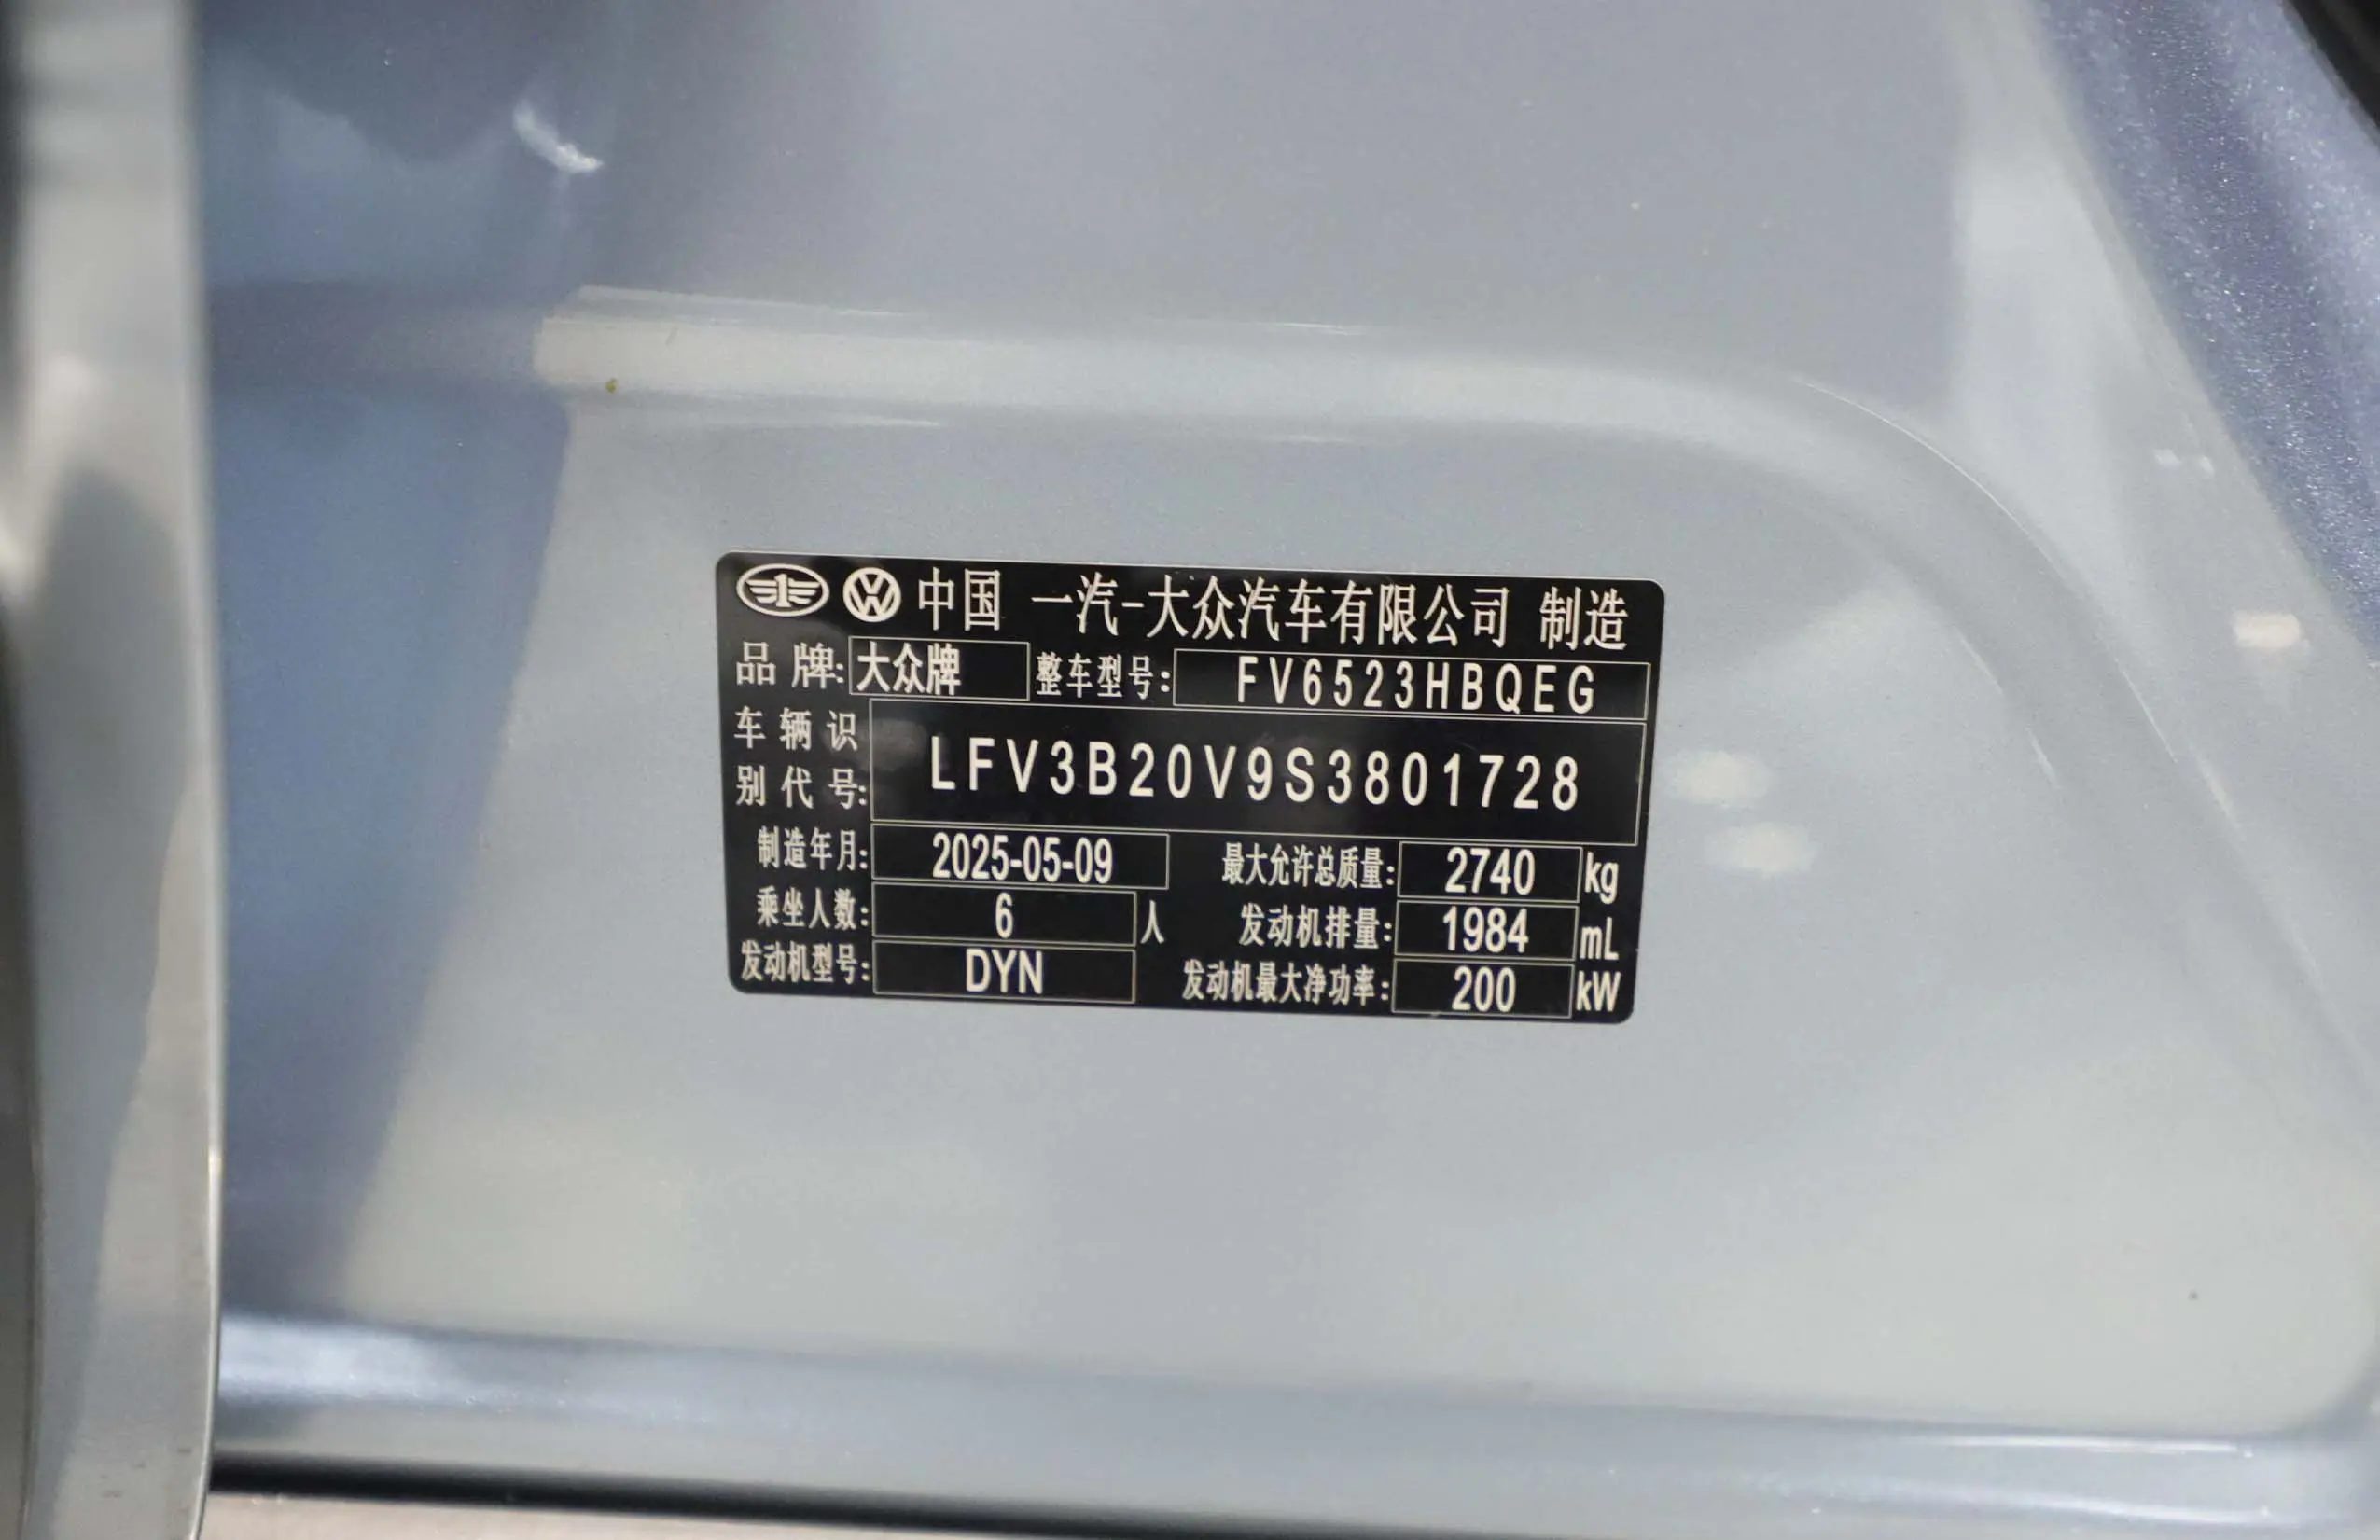 中国 一汽-大众汽车有限公司 制造
品牌: 大众牌 整车型号: FV6523HBQEG
车辆识别代号: LFV3B20V9S3801728
制造年月: 2025-05-09 最大允许总质量: 2740 kg
乘坐人数: 6 人 发动机排量: 1984 mL
发动机型号: DYN 发动机最大净功率: 200 kW